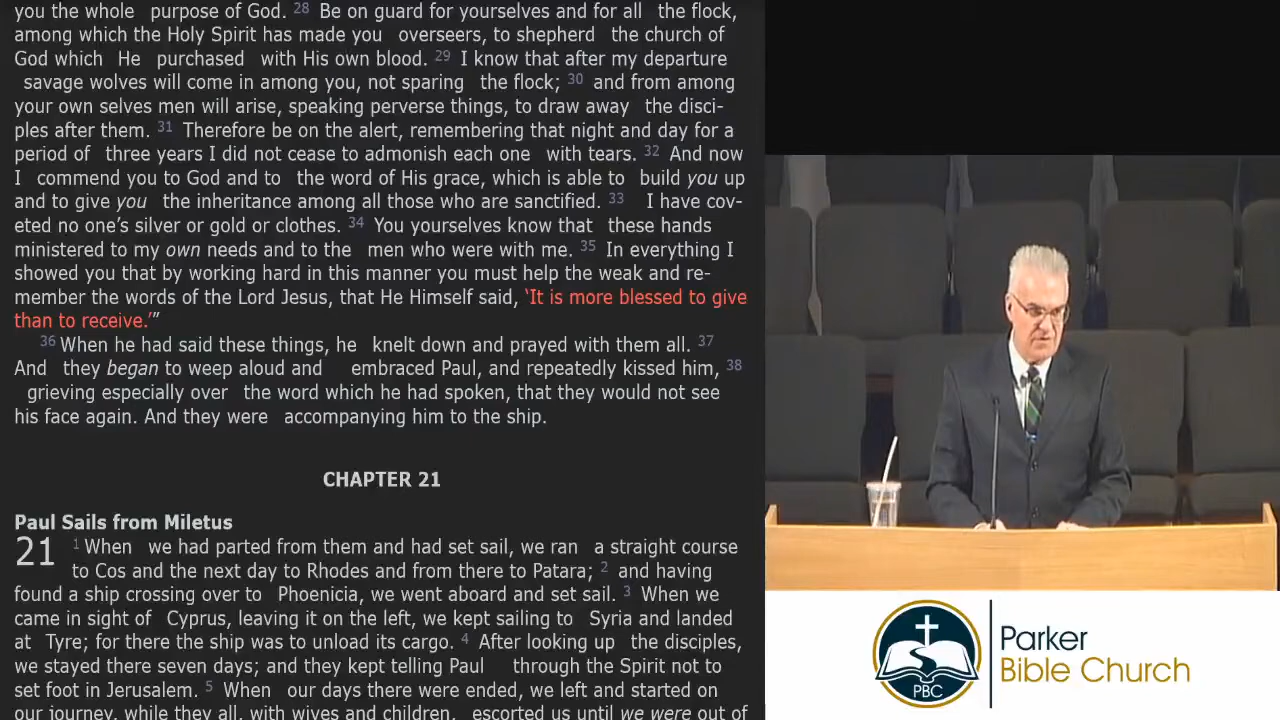 you the whole purpose of God. 28 Be on guard for yourselves and for all the flock,
among which the Holy Spirit has made you overseers, to shepherd the church of
God which He purchased with His own blood. 29 I know that after my departure
savage wolves will come in among you, not sparing the flock; 30 and from among
your own selves men will arise, speaking perverse things, to draw away the disci-
ples after them. 31 Therefore be on the alert, remembering that night and day for a
period of three years I did not cease to admonish each one with tears. 32 And now
I commend you to God and to the word of His grace, which is able to build you up
and to give you the inheritance among all those who are sanctified. 33 I have cov-
eted no one's silver or gold or clothes. 34 You yourselves know that these hands
ministered to my own needs and to the men who were with me. 35 In everything I
showed you that by working hard in this manner you must help the weak and re-
member the words of the Lord Jesus, that He Himself said, ‘It is more blessed to give
than to receive.’”
36 When he had said these things, he knelt down and prayed with them all. 37
And they began to weep aloud and embraced Paul, and repeatedly kissed him, 38
grieving especially over the word which he had spoken, that they would not see
his face again. And they were accompanying him to the ship.
CHAPTER 21
Paul Sails from Miletus
21 1 When we had parted from them and had set sail, we ran a straight course
to Cos and the next day to Rhodes and from there to Patara; 2 and having
found a ship crossing over to Phoenicia, we went aboard and set sail. 3 When we
came in sight of Cyprus, leaving it on the left, we kept sailing to Syria and landed
at Tyre; for there the ship was to unload its cargo. 4 After looking up the disciples,
we stayed there seven days; and they kept telling Paul through the Spirit not to
set foot in Jerusalem. 5 When our days there were ended, we left and started on
our journey, while they all, with wives and children, escorted us until we were out of
PBC
Parker
Bible Church